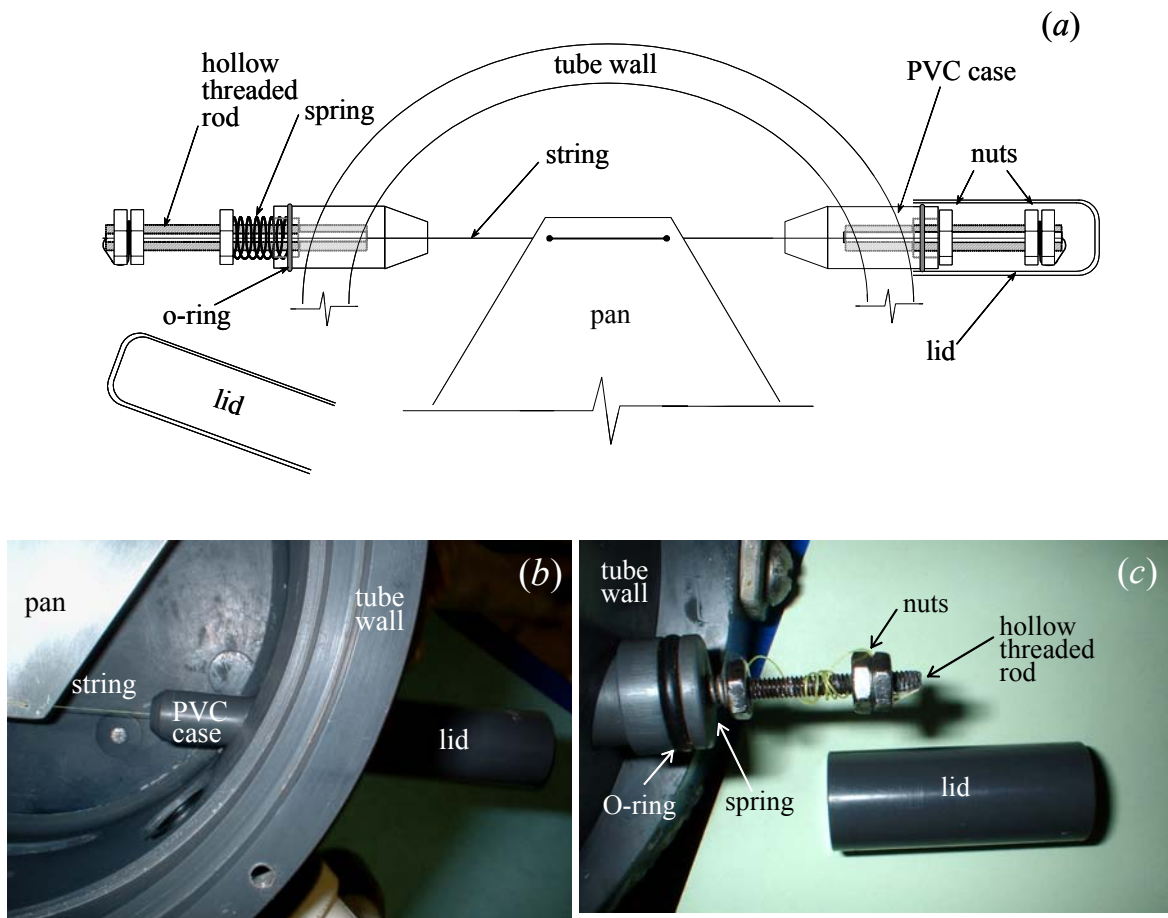 (a)
hollow
threaded
rod
spring
tube wall
PVC case
string
nuts
o-ring
pan
lid
lid
(b)
pan
tube
wall
string
PVC
case
lid
(c)
tube
wall
nuts
hollow
threaded
rod
O-ring
spring
lid